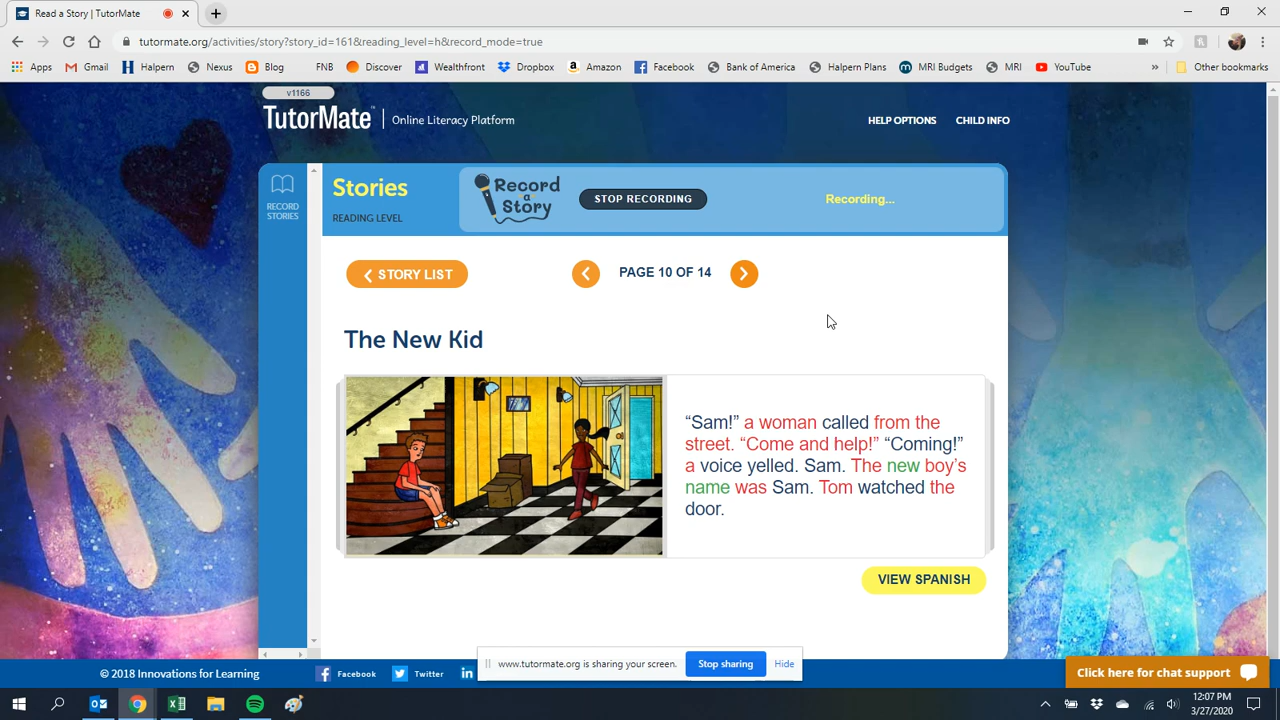 Read a Story | TutorMate
tutormate.org/activities/story?story_id=161&reading_level=h&record_mode=true
Apps Gmail Halpern Nexus Blog FNB Discover Wealthfront Dropbox Amazon Facebook Bank of America Halpern Plans MRI Budgets MRI YouTube » Other bookmarks
v1166
TutorMate | Online Literacy Platform
HELP OPTIONS CHILD INFO
RECORD
STORIES
Stories
READING LEVEL
Record
a
Story
STOP RECORDING
Recording...
STORY LIST
PAGE 10 OF 14
The New Kid
“Sam!” a woman called from the
street. “Come and help!” “Coming!”
a voice yelled. Sam. The new boy’s
name was Sam. Tom watched the
door.
VIEW SPANISH
www.tutormate.org is sharing your screen. Stop sharing Hide
© 2018 Innovations for Learning Facebook Twitter in
Click here for chat support
12:07 PM
3/27/2020